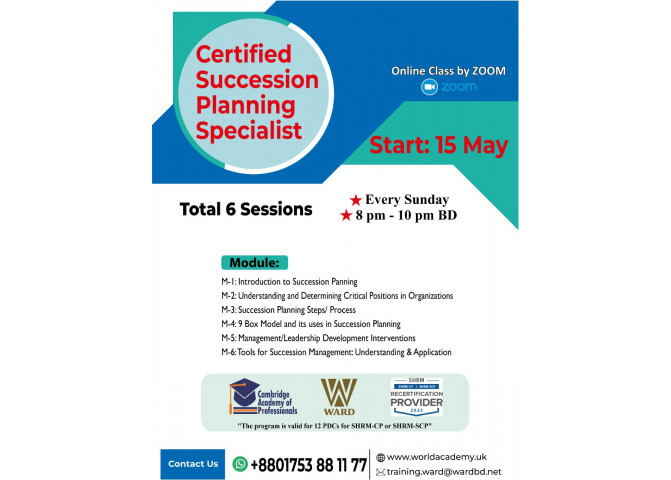 Certified
Succession
Planning
Specialist
Online Class by ZOOM
zoom
Start: 15 May
Total 6 Sessions
★ Every Sunday
★ 8 pm - 10 pm BD
Module:
M-1: Introduction to Succession Panning
M-2: Understanding and Determining Critical Positions in Organizations
M-3: Succession Planning Steps/ Process
M-4: 9 Box Model and its uses in Succession Planning
M-5: Management/Leadership Development Interventions
M-6: Tools for Succession Management: Understanding & Application
Cambridge
Academy of
Professionals
WARD
SHRM
SHRM-CP | SHRM-SCP
RECERTIFICATION
PROVIDER
2022
"The program is valid for 12 PDCs for SHRM-CP or SHRM-SCP"
Contact Us
+8801753 88 11 77
www.worldacademy.uk
training.ward@wardbd.net